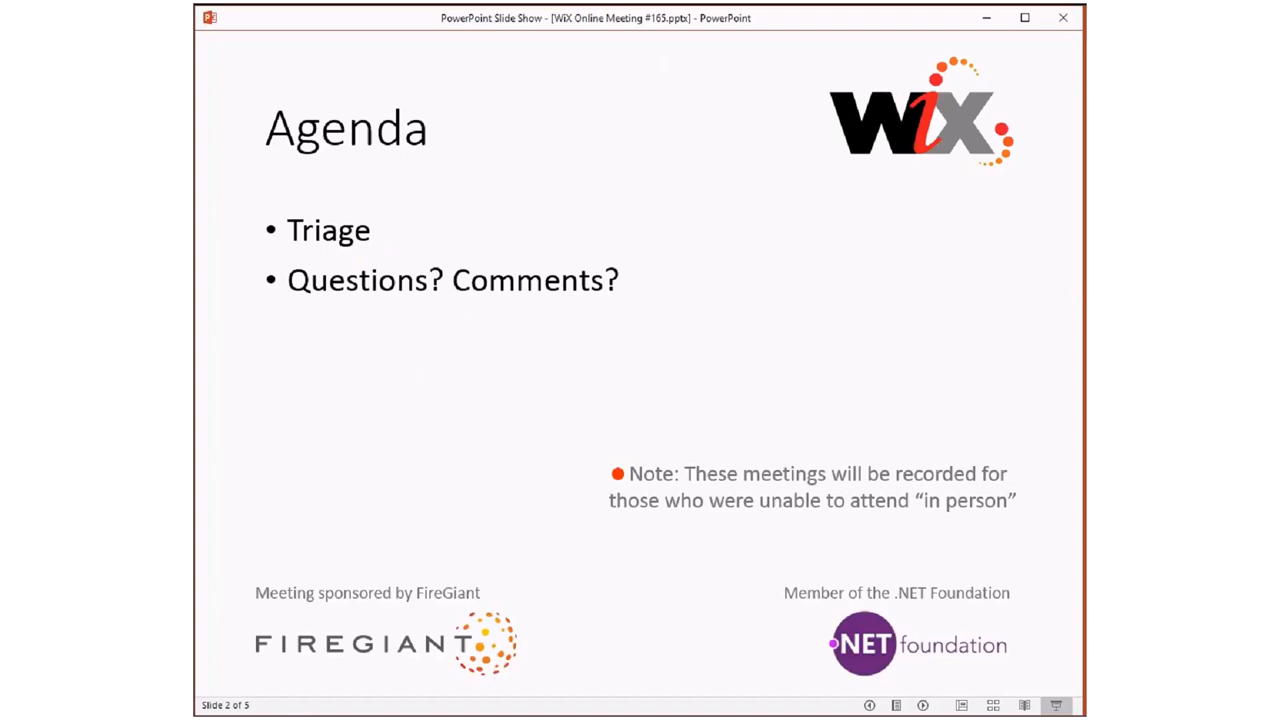 PowerPoint Slide Show - [WiX Online Meeting #165.pptx] - PowerPoint
WiX
Agenda
• Triage
• Questions? Comments?
Note: These meetings will be recorded for
those who were unable to attend “in person”
Meeting sponsored by FireGiant
Member of the .NET Foundation
FIREGIANT
.NET foundation
Slide 2 of 5